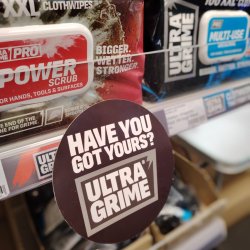 XXL CLOTHWIPES
PRO
POWER
SCRUB
FOR HANDS, TOOLS & SURFACES
BIGGER.
WETTER.
STRONGER.
ULTRA
GRIME
PRO
MULTI-USE
HAVE YOU
GOT YOURS?
ULTRA
GRIME